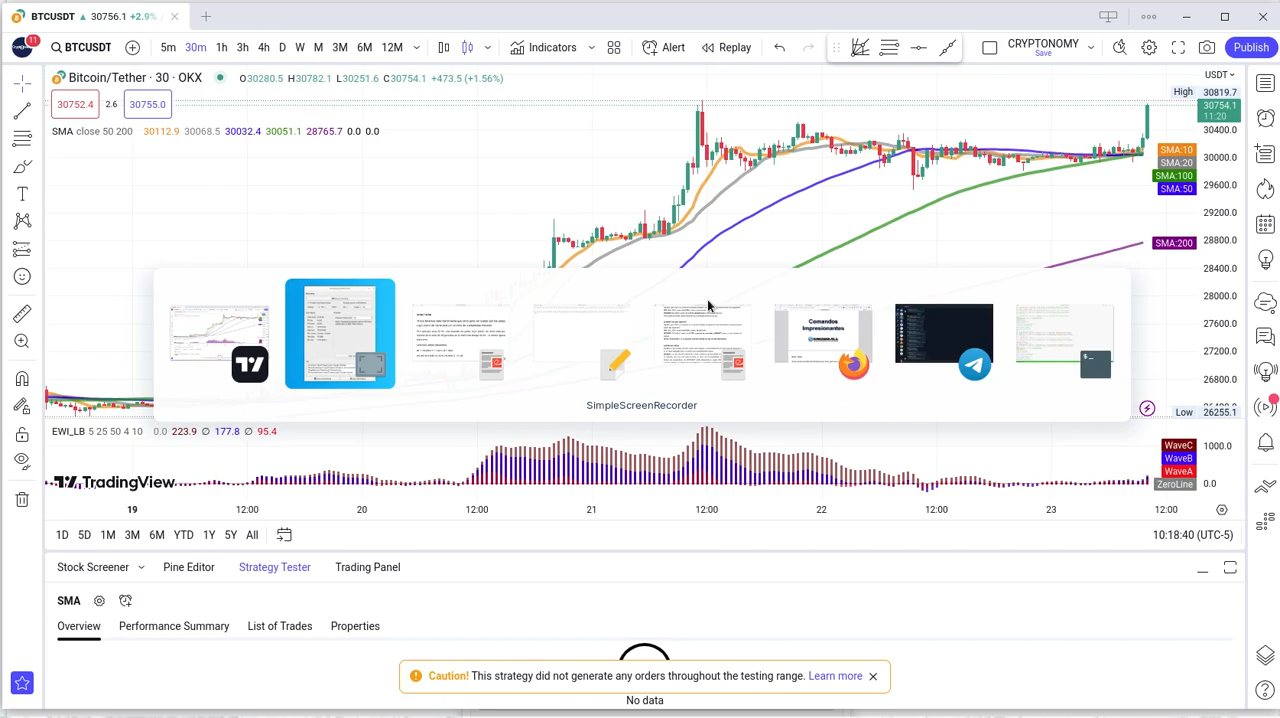 BTCUSDT ▲ 30756.1 +2.9%
11
BTCUSDT 5m 30m 1h 3h 4h D W M 3M 6M 12M Indicators Alert Replay CRYPTONOMY Save Publish
Bitcoin/Tether · 30 · OKX O30280.5 H30782.1 L30251.6 C30754.1 +473.5 (+1.56%)
USDT
30752.4 2.6 30755.0
SMA close 50 200 30112.9 30068.5 30032.4 30051.1 28765.7 0.0 0.0
High 30819.7
30754.1
11:20
30400.0
SMA:10
30000.0
SMA:20
SMA:100
29600.0
SMA:50
29200.0
SMA:200
28800.0
28400.0
28000.0
27600.0
27200.0
26800.0
Comandos
Impresionantes
SimpleScreenRecorder
Low 26255.1
EWI_LB 5 25 50 4 10 0.0 223.9 ∅ 177.8 ∅ 95.4
WaveC 1000.0
WaveB
WaveA
ZeroLine 0.0
TradingView
19 12:00 20 12:00 21 12:00 22 12:00 23 12:00
1D 5D 1M 3M 6M YTD 1Y 5Y All 10:18:40 (UTC-5)
Stock Screener Pine Editor Strategy Tester Trading Panel
SMA
Overview Performance Summary List of Trades Properties
Caution! This strategy did not generate any orders throughout the testing range. Learn more
No data